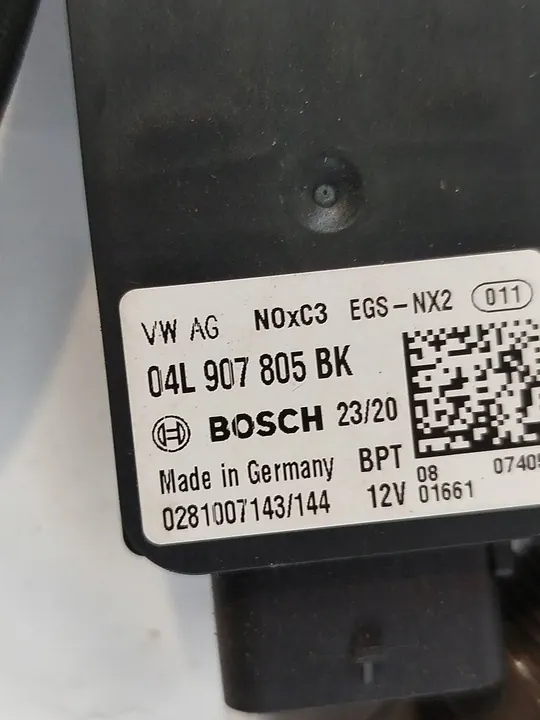 VW AG NOxC3 EGS-NX2 011
04L 907 805 BK
BOSCH 23/20
Made in Germany BPT 08
0281007143/144 12V 01661